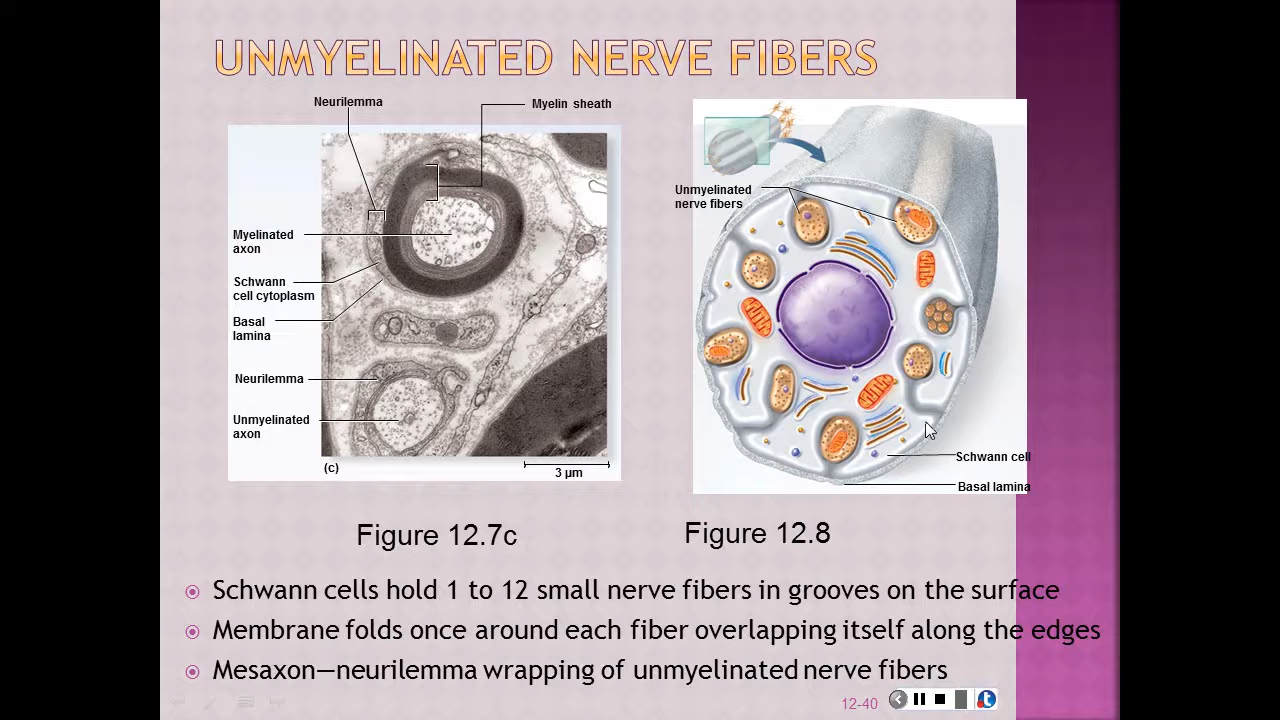 UNMYELINATED NERVE FIBERS
Neurilemma
Myelin sheath
Myelinated
axon
Schwann
cell cytoplasm
Basal
lamina
Neurilemma
Unmyelinated
axon
(c)
3 µm
Unmyelinated
nerve fibers
Schwann cell
Basal lamina
Figure 12.7c
Figure 12.8
Schwann cells hold 1 to 12 small nerve fibers in grooves on the surface
Membrane folds once around each fiber overlapping itself along the edges
Mesaxon—neurilemma wrapping of unmyelinated nerve fibers
12-40
t